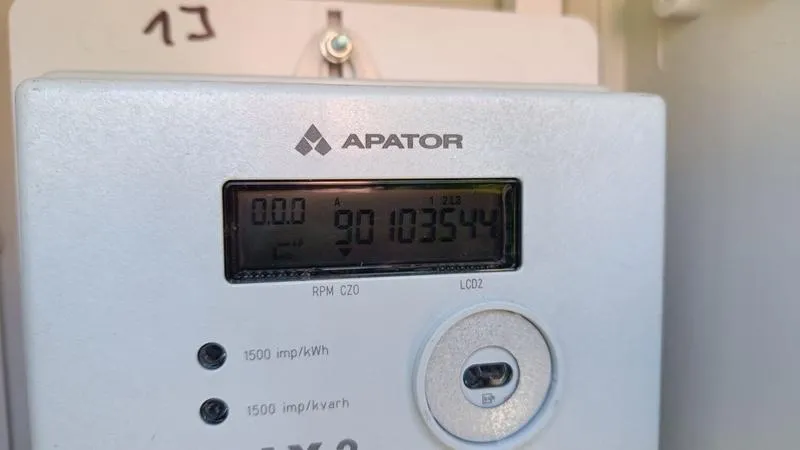 1J
APATOR
0.0.0
A
1 2 L3
90103544
RPM CZO
LCD2
1500 imp/kWh
1500 imp/kvarh